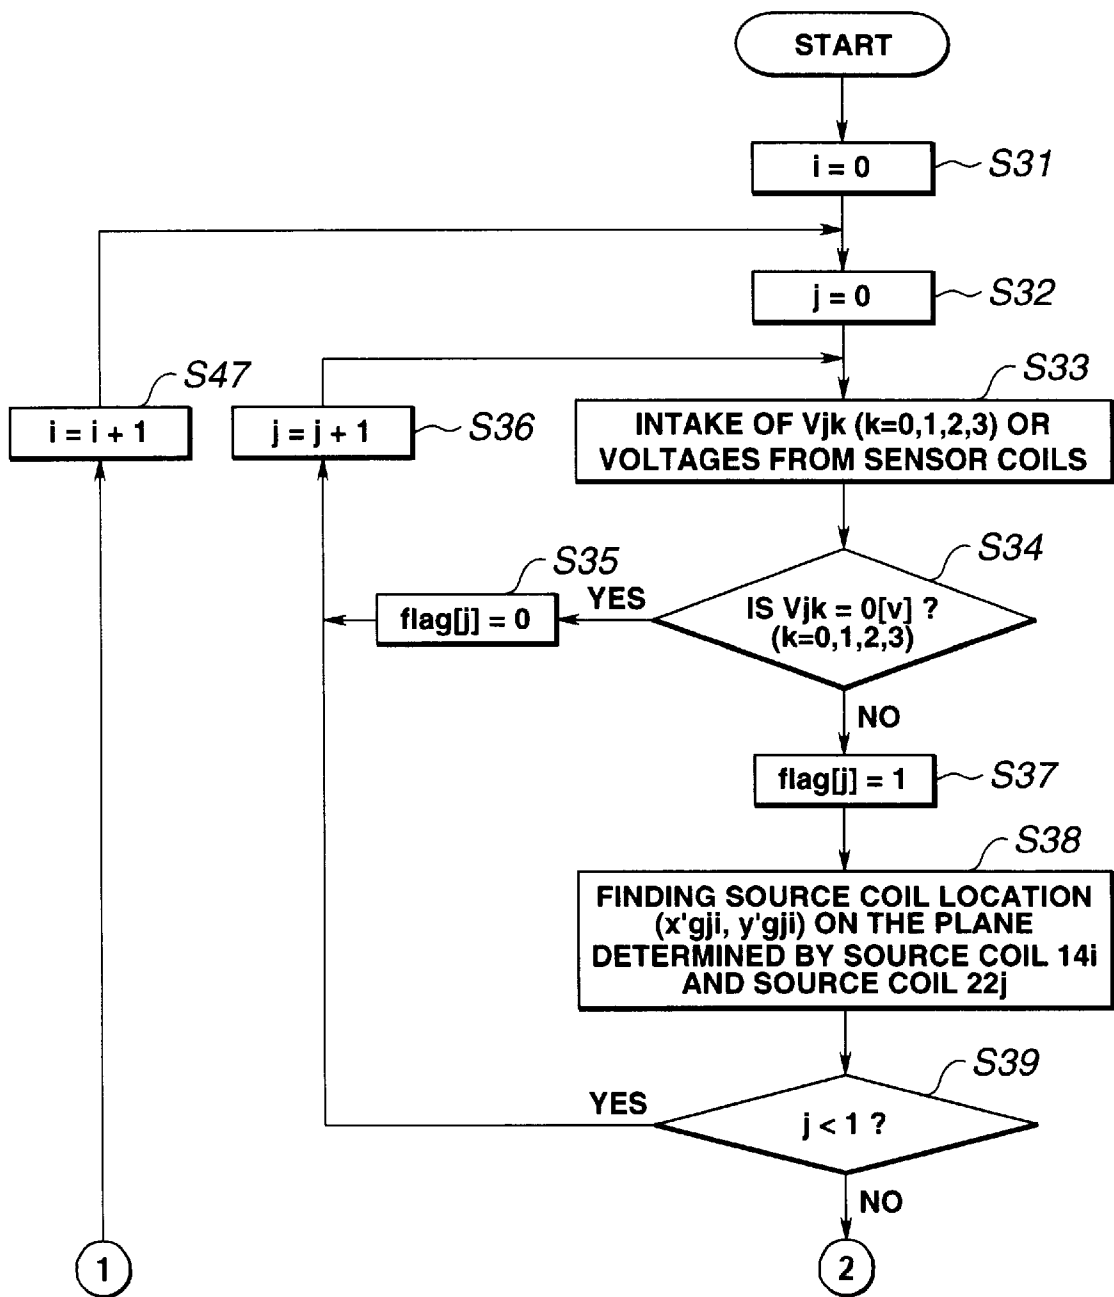 START
i = 0
S31
j = 0
S32
S47
i = i + 1
j = j + 1
S36
S33
INTAKE OF Vjk (k=0,1,2,3) OR
VOLTAGES FROM SENSOR COILS
S34
IS Vjk = 0[v] ?
(k=0,1,2,3)
YES
S35
flag[j] = 0
NO
flag[j] = 1
S37
S38
FINDING SOURCE COIL LOCATION
(x'gji, y'gji) ON THE PLANE
DETERMINED BY SOURCE COIL 14i
AND SOURCE COIL 22j
S39
j < 1 ?
YES
NO
1
2